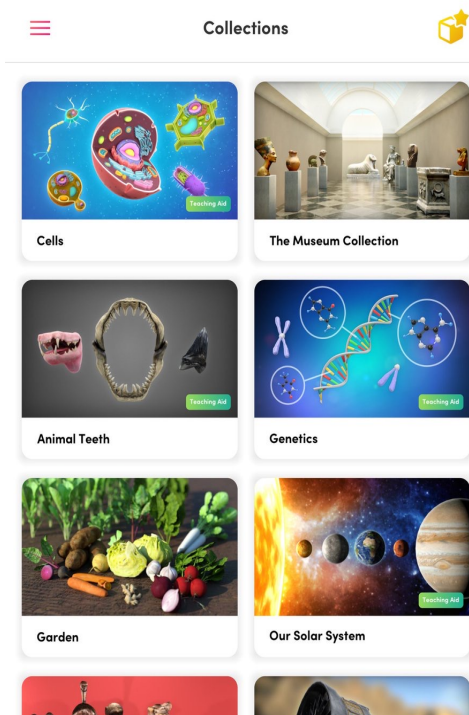 Collections
Teaching Aid
Cells
The Museum Collection
Teaching Aid
Teaching Aid
Animal Teeth
Genetics
Teaching Aid
Garden
Our Solar System